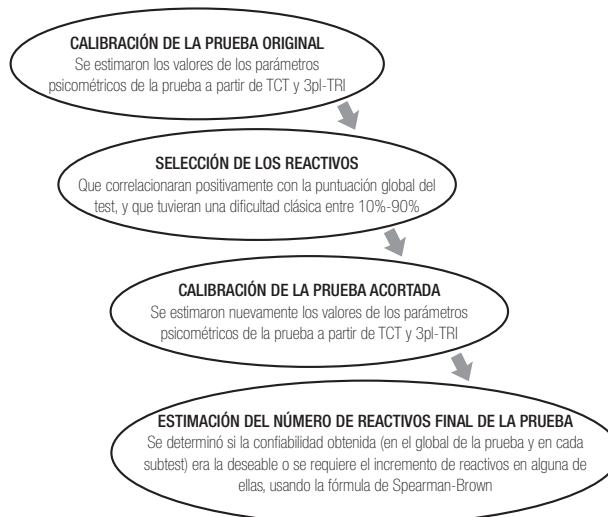 CALIBRACIÓN DE LA PRUEBA ORIGINAL
Se estimaron los valores de los parámetros
psicométricos de la prueba a partir de TCT y 3pl-TRI
SELECCIÓN DE LOS REACTIVOS
Que correlacionaran positivamente con la puntuación global del
test, y que tuvieran una dificultad clásica entre 10%-90%
CALIBRACIÓN DE LA PRUEBA ACORTADA
Se estimaron nuevamente los valores de los parámetros
psicométricos de la prueba a partir de TCT y 3pl-TRI
ESTIMACIÓN DEL NÚMERO DE REACTIVOS FINAL DE LA PRUEBA
Se determinó si la confiabilidad obtenida (en el global de la prueba y en cada
subtest) era la deseable o se requiere el incremento de reactivos en alguna de
ellas, usando la fórmula de Spearman-Brown